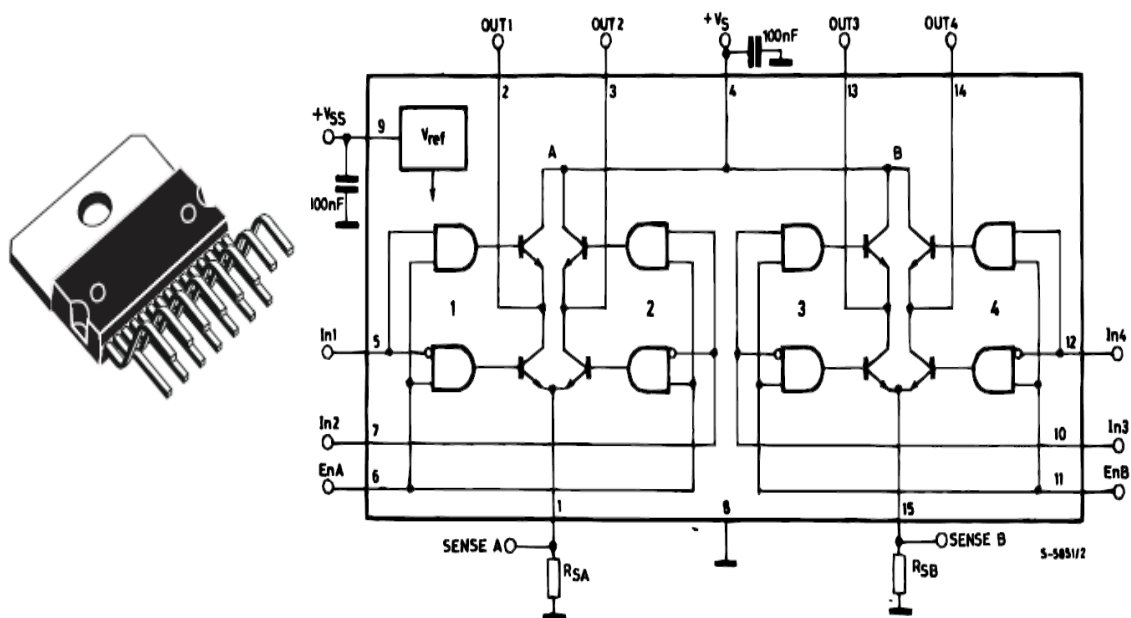 OUT1 OUT2 +VS OUT3 OUT4
100nF
2 3 4 13 14
+VSS 9 Vref
A B
100nF
1 2 3 4
In1 5 12 In4
In2 7 10 In3
EnA 6 11 EnB
1 8 15
SENSE A SENSE B S-5851/2
RSA RSB